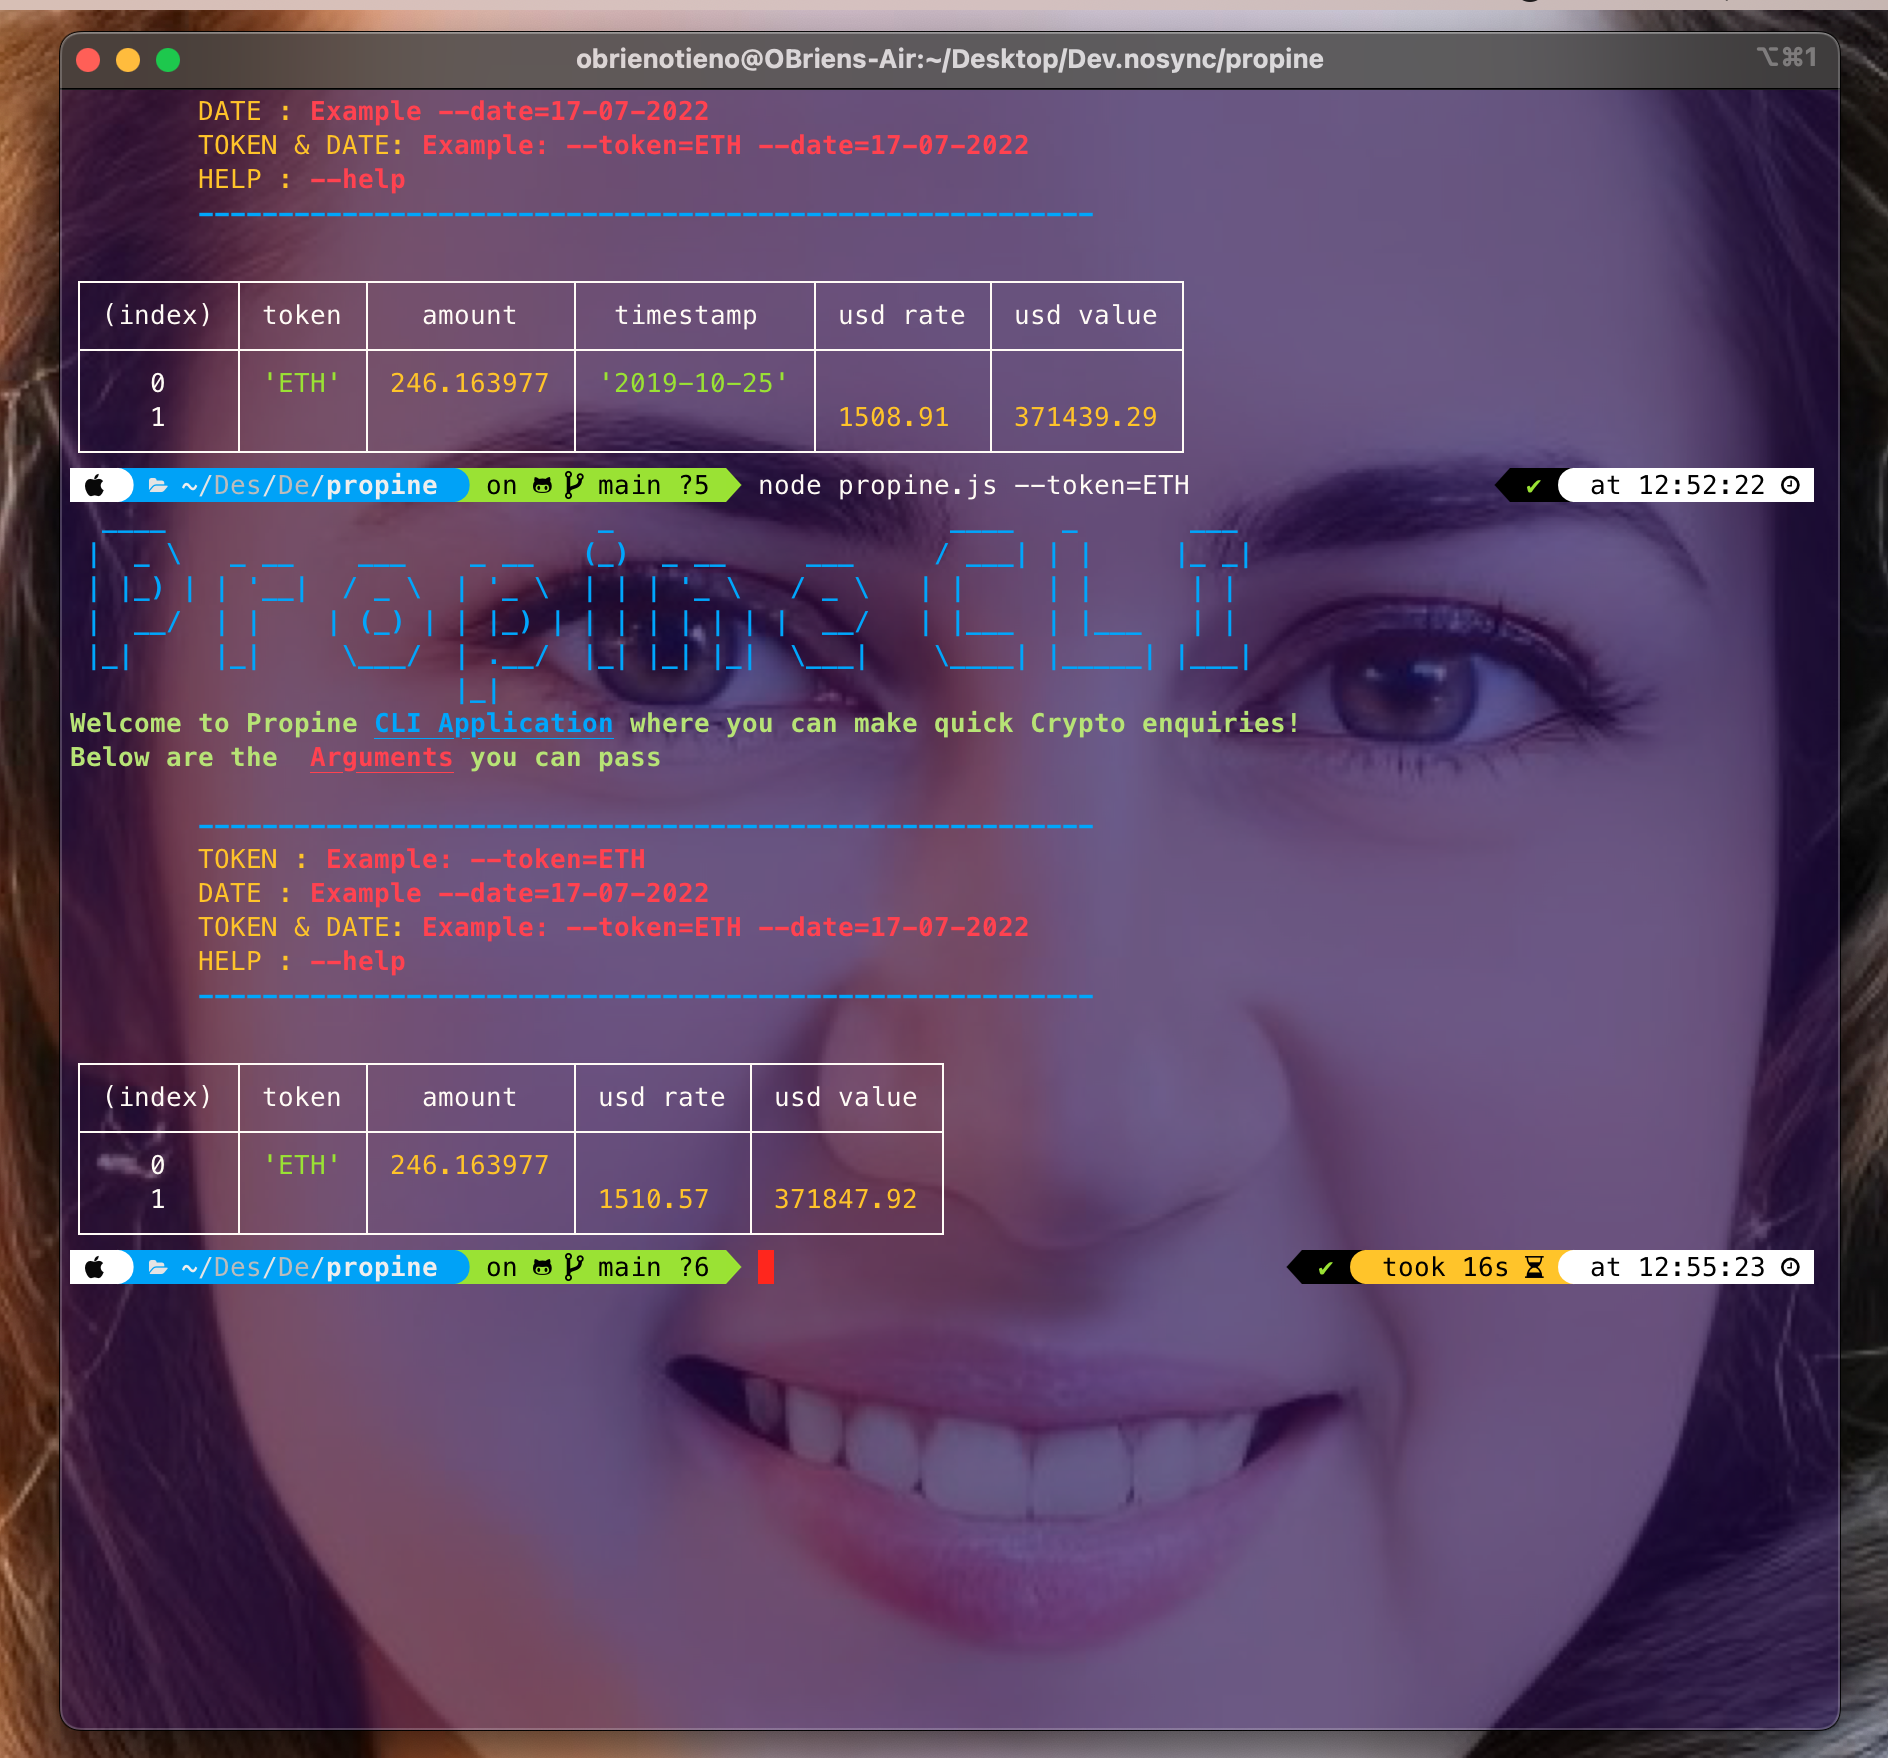 obrienotieno@OBriens-Air:~/Desktop/Dev.nosync/propine ⌥⌘1
DATE : Example --date=17-07-2022
TOKEN & DATE: Example: --token=ETH --date=17-07-2022
HELP : --help
(index) token amount timestamp usd rate usd value
0 'ETH' 246.163977 '2019-10-25'
1 1508.91 371439.29
~/Des/De/propine on main ?5 node propine.js --token=ETH ✔ at 12:52:22
Propine CLI
Welcome to Propine CLI Application where you can make quick Crypto enquiries!
Below are the Arguments you can pass
TOKEN : Example: --token=ETH
DATE : Example --date=17-07-2022
TOKEN & DATE: Example: --token=ETH --date=17-07-2022
HELP : --help
(index) token amount usd rate usd value
0 'ETH' 246.163977
1 1510.57 371847.92
~/Des/De/propine on main ?6 ✔ took 16s at 12:55:23